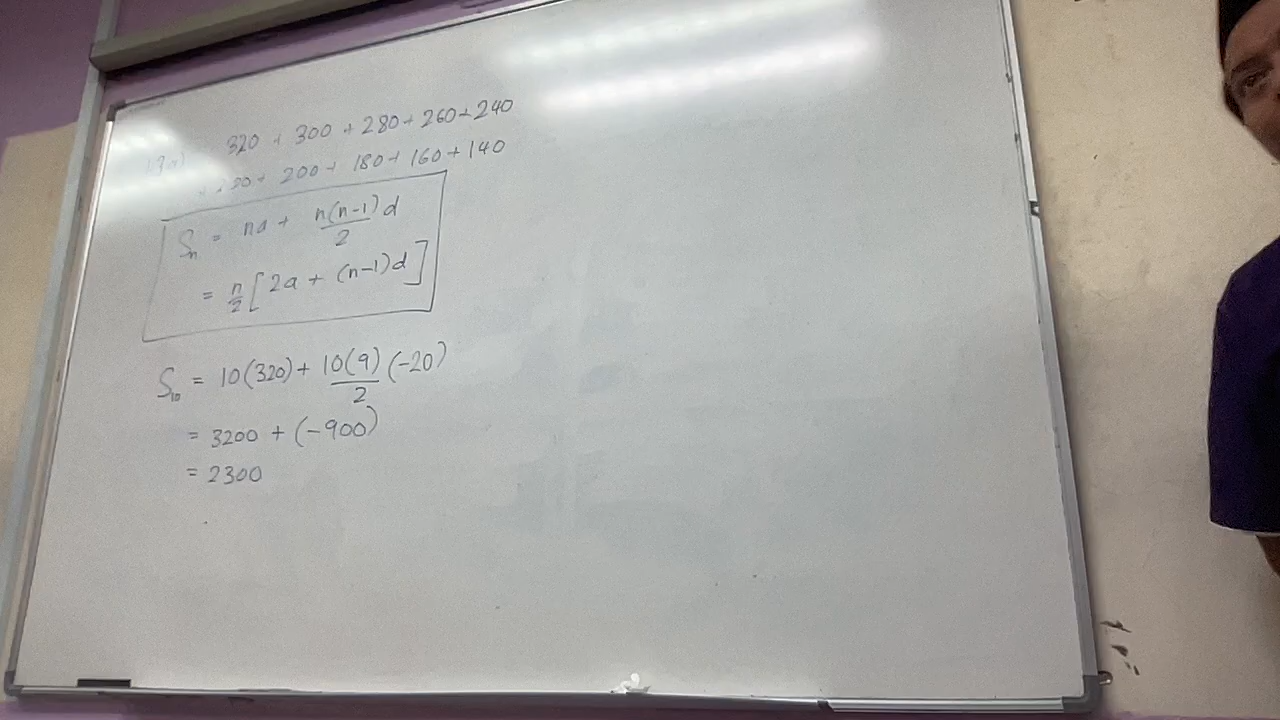 320 + 300 + 280 + 260 + 240
+ 200 + 180 + 160 + 140
Sn = na + n(n-1)/2 d
= n/2 [2a + (n-1)d]
S10 = 10(320) + 10(9)/2 (-20)
= 3200 + (-900)
= 2300